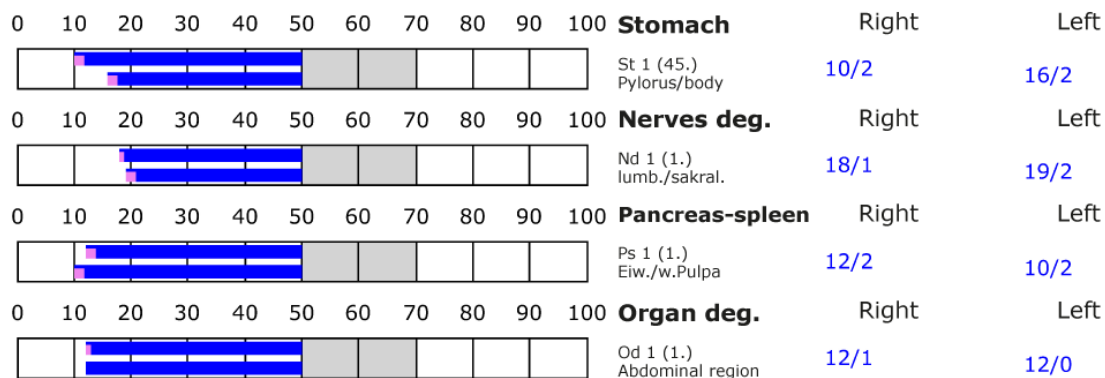 0 10 20 30 40 50 60 70 80 90 100 Stomach Right Left
St 1 (45.) 10/2 16/2
Pylorus/body
0 10 20 30 40 50 60 70 80 90 100 Nerves deg. Right Left
Nd 1 (1.) 18/1 19/2
lumb./sakral.
0 10 20 30 40 50 60 70 80 90 100 Pancreas-spleen Right Left
Ps 1 (1.) 12/2 10/2
Eiw./w.Pulpa
0 10 20 30 40 50 60 70 80 90 100 Organ deg. Right Left
Od 1 (1.) 12/1 12/0
Abdominal region